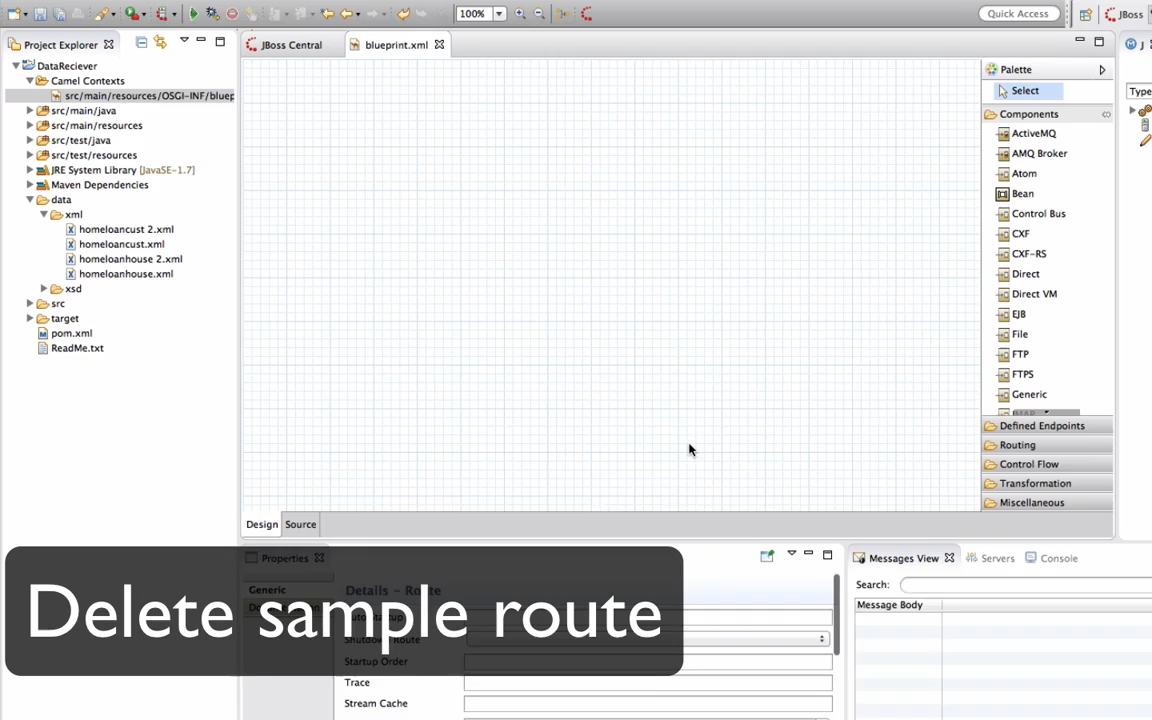 100%
Quick Access
JBoss
Project Explorer
DataReciever
Camel Contexts
src/main/resources/OSGI-INF/bluep
src/main/java
src/main/resources
src/test/java
src/test/resources
JRE System Library [JavaSE-1.7]
Maven Dependencies
data
xml
homeloancust 2.xml
homeloancust.xml
homeloanhouse 2.xml
homeloanhouse.xml
xsd
src
target
pom.xml
ReadMe.txt
JBoss Central
blueprint.xml
Design
Source
Palette
Select
Components
ActiveMQ
AMQ Broker
Atom
Bean
Control Bus
CXF
CXF-RS
Direct
Direct VM
EJB
File
FTP
FTPS
Generic
Defined Endpoints
Routing
Control Flow
Transformation
Miscellaneous
J
Type
Properties
Generic
Details - Route
Shutdown Route
Startup Order
Trace
Stream Cache
Delete sample route
Messages View
Servers
Console
Search:
Message Body